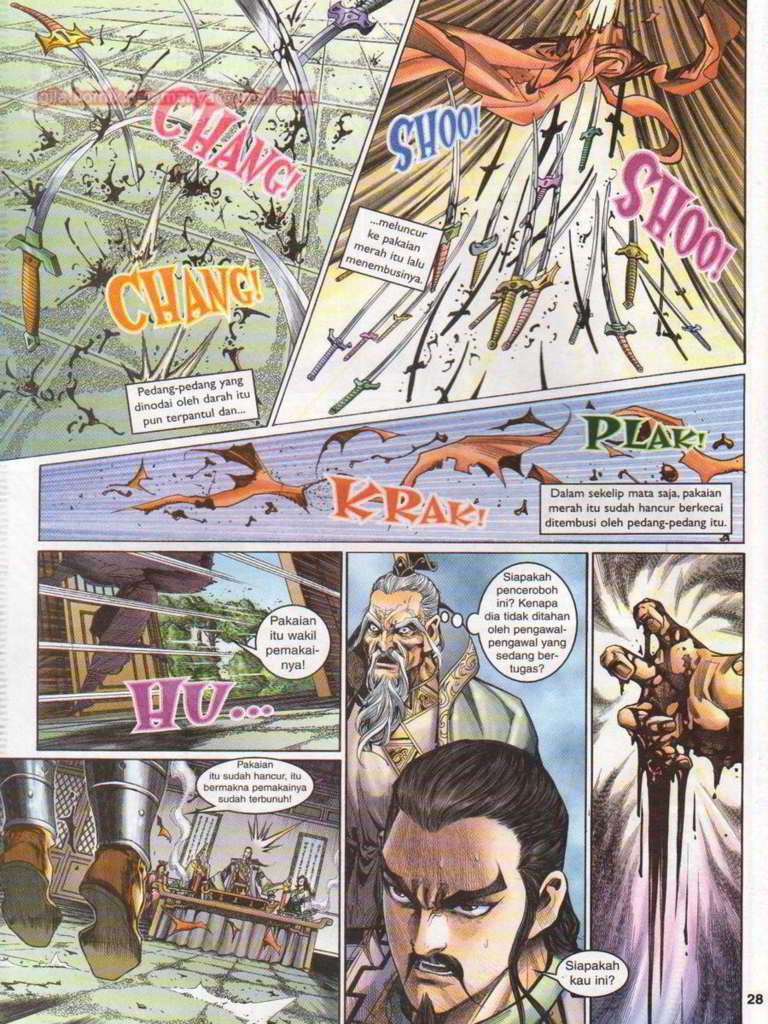 CHANG!
CHANG!
Pedang-pedang yang
dinodai oleh darah itu
pun terpantul dan...
SHOO!
SHOO!
...meluncur
ke pakaian
merah itu lalu
menembusinya.
KRAK!
PLAK!
Dalam sekelip mata saja, pakaian
merah itu sudah hancur berkecai
ditembusi oleh pedang-pedang itu.
Pakaian
itu wakil
pemakai-
nya!
HU...
Siapakah
penceroboh
ini? Kenapa
dia tidak ditahan
oleh pengawal-
pengawal yang
sedang ber-
tugas?
Pakaian
itu sudah hancur, itu
bermakna pemakainya
sudah terbunuh!
Siapakah
kau ini?
28